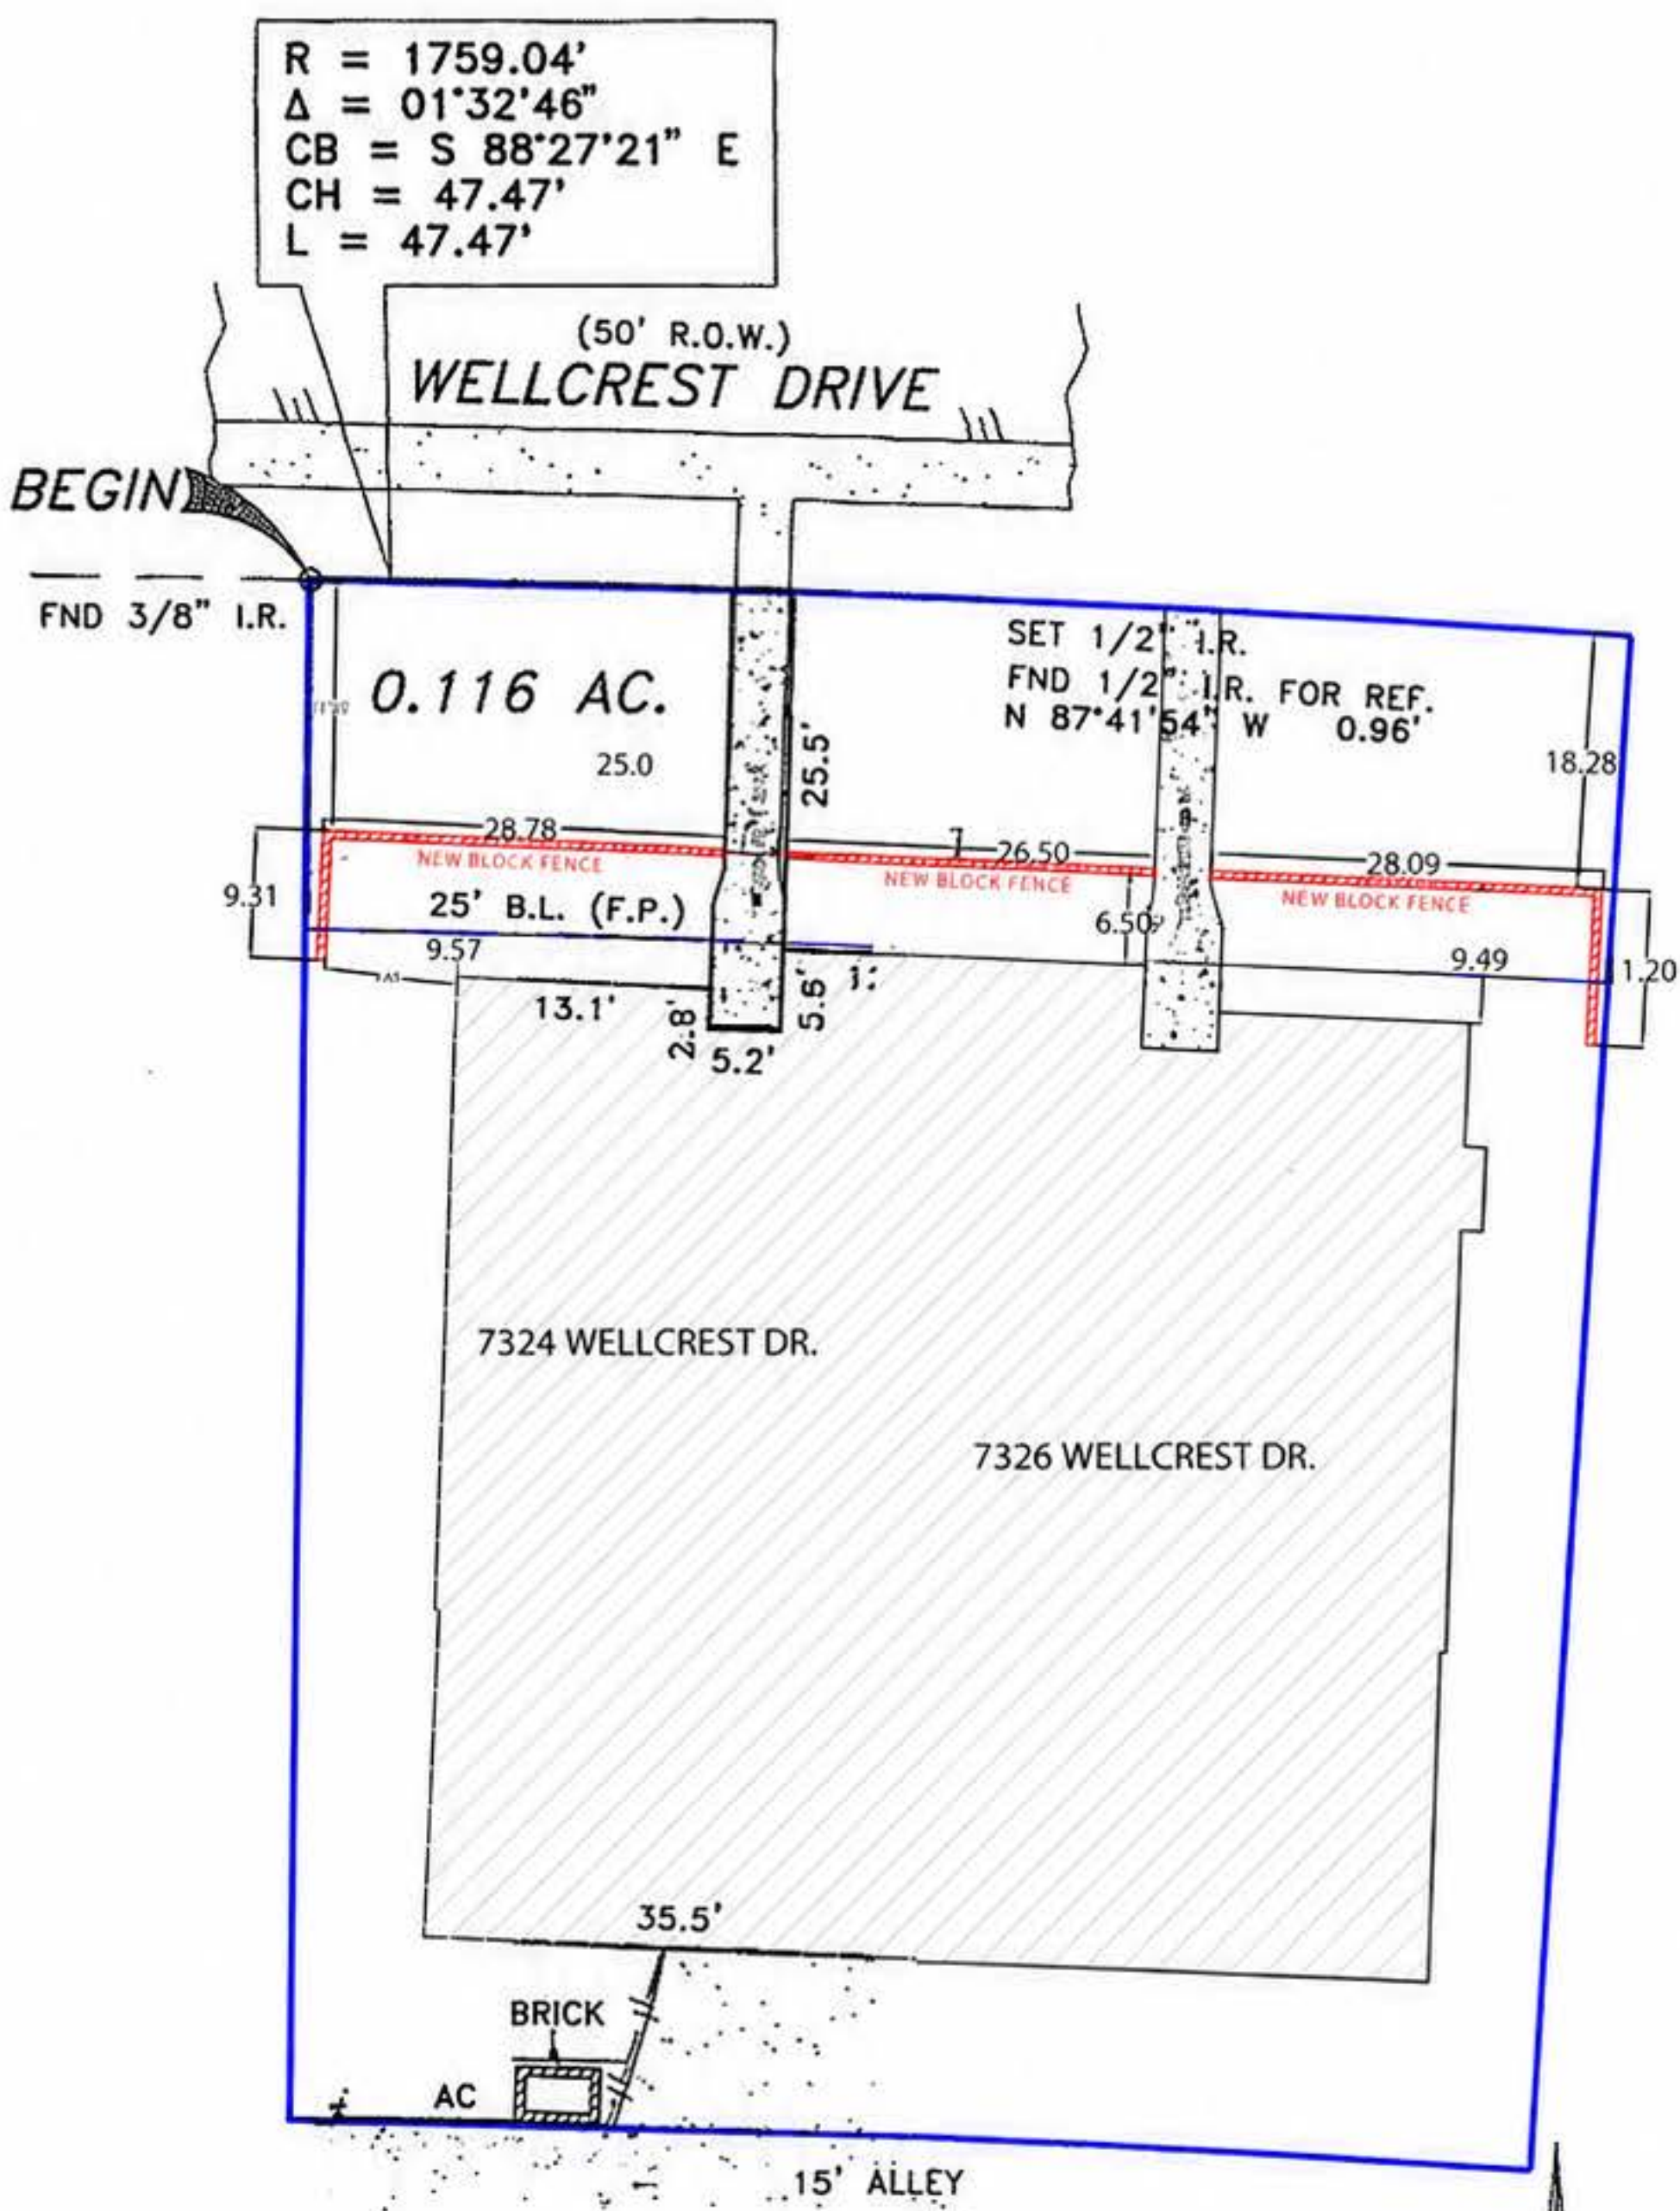 R = 1759.04'
Δ = 01°32'46"
CB = S 88°27'21" E
CH = 47.47'
L = 47.47'
(50' R.O.W.)
WELLCREST DRIVE
BEGIN
FND 3/8" I.R.
SET 1/2" I.R.
FND 1/2" I.R. FOR REF.
N 87°41'54" W 0.96'
0.116 AC.
25.0
25.5'
18.28
28.78
26.50
28.09
NEW BLOCK FENCE
NEW BLOCK FENCE
NEW BLOCK FENCE
9.31
25' B.L. (F.P.)
6.50
9.57
9.49
1.20
13.1'
2.8'
5.2'
5.6'
7324 WELLCREST DR.
7326 WELLCREST DR.
35.5'
BRICK
AC
15' ALLEY